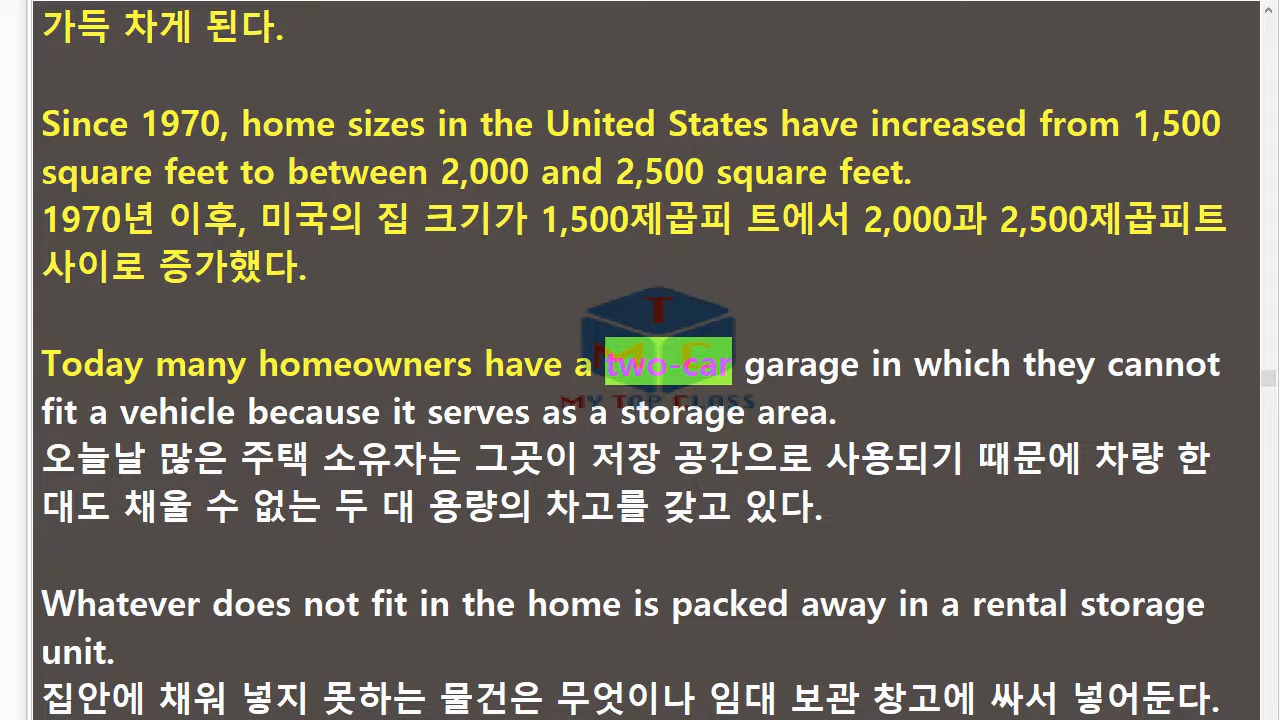 가득 차게 된다.
Since 1970, home sizes in the United States have increased from 1,500
square feet to between 2,000 and 2,500 square feet.
1970년 이후, 미국의 집 크기가 1,500제곱피 트에서 2,000과 2,500제곱피트
사이로 증가했다.
Today many homeowners have a two-car garage in which they cannot
fit a vehicle because it serves as a storage area.
오늘날 많은 주택 소유자는 그곳이 저장 공간으로 사용되기 때문에 차량 한
대도 채울 수 없는 두 대 용량의 차고를 갖고 있다.
Whatever does not fit in the home is packed away in a rental storage
unit.
집안에 채워 넣지 못하는 물건은 무엇이나 임대 보관 창고에 싸서 넣어둔다.
T
M C
MY TOP CLASS